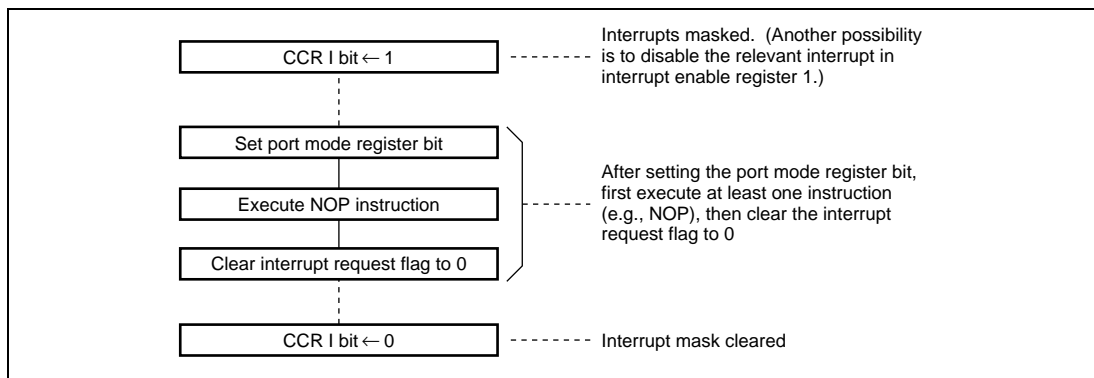 CCR I bit ← 1
Interrupts masked. (Another possibility
is to disable the relevant interrupt in
interrupt enable register 1.)
Set port mode register bit
Execute NOP instruction
Clear interrupt request flag to 0
After setting the port mode register bit,
first execute at least one instruction
(e.g., NOP), then clear the interrupt
request flag to 0
CCR I bit ← 0
Interrupt mask cleared